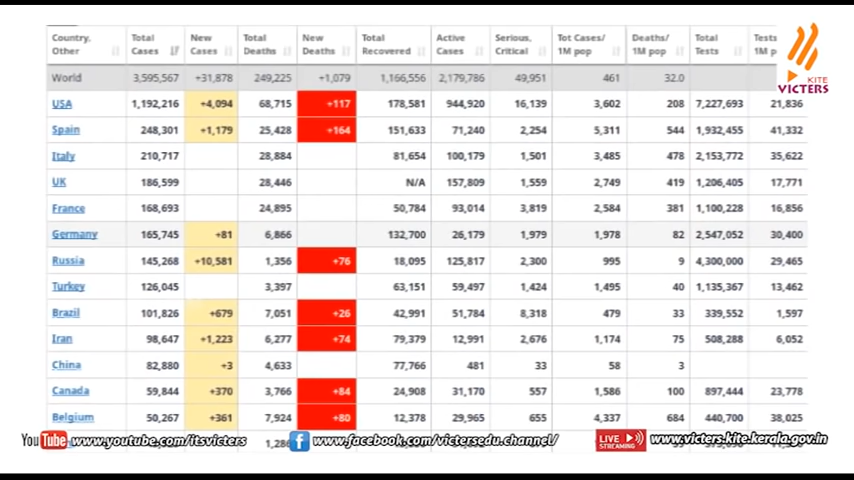 Country, Other Total Cases New Cases Total Deaths New Deaths Total Recovered Active Cases Serious, Critical Tot Cases/ 1M pop Deaths/ 1M pop Total Tests Tests 1M p
World 3,595,567 +31,878 249,225 +1,079 1,166,556 2,179,786 49,951 461 32.0
USA 1,192,216 +4,094 68,715 +117 178,581 944,920 16,139 3,602 208 7,227,693 21,836
Spain 248,301 +1,179 25,428 +164 151,633 71,240 2,254 5,311 544 1,932,455 41,332
Italy 210,717 28,884 81,654 100,179 1,501 3,485 478 2,153,772 35,622
UK 186,599 28,446 N/A 157,809 1,559 2,749 419 1,206,405 17,771
France 168,693 24,895 50,784 93,014 3,819 2,584 381 1,100,228 16,856
Germany 165,745 +81 6,866 132,700 26,179 1,979 1,978 82 2,547,052 30,400
Russia 145,268 +10,581 1,356 +76 18,095 125,817 2,300 995 9 4,300,000 29,465
Turkey 126,045 3,397 63,151 59,497 1,424 1,495 40 1,135,367 13,462
Brazil 101,826 +679 7,051 +26 42,991 51,784 8,318 479 33 339,552 1,597
Iran 98,647 +1,223 6,277 +74 79,379 12,991 2,676 1,174 75 508,288 6,052
China 82,880 +3 4,633 77,766 481 33 58 3
Canada 59,844 +370 3,766 +84 24,908 31,170 557 1,586 100 897,444 23,778
Belgium 50,267 +361 7,924 +80 12,378 29,965 655 4,337 684 440,700 38,025
KITE
VICTERS
YouTube www.youtube.com/itsvicters f www.facebook.com/victersedu.channel/ LIVE STREAMING www.victers.kite.kerala.gov.in